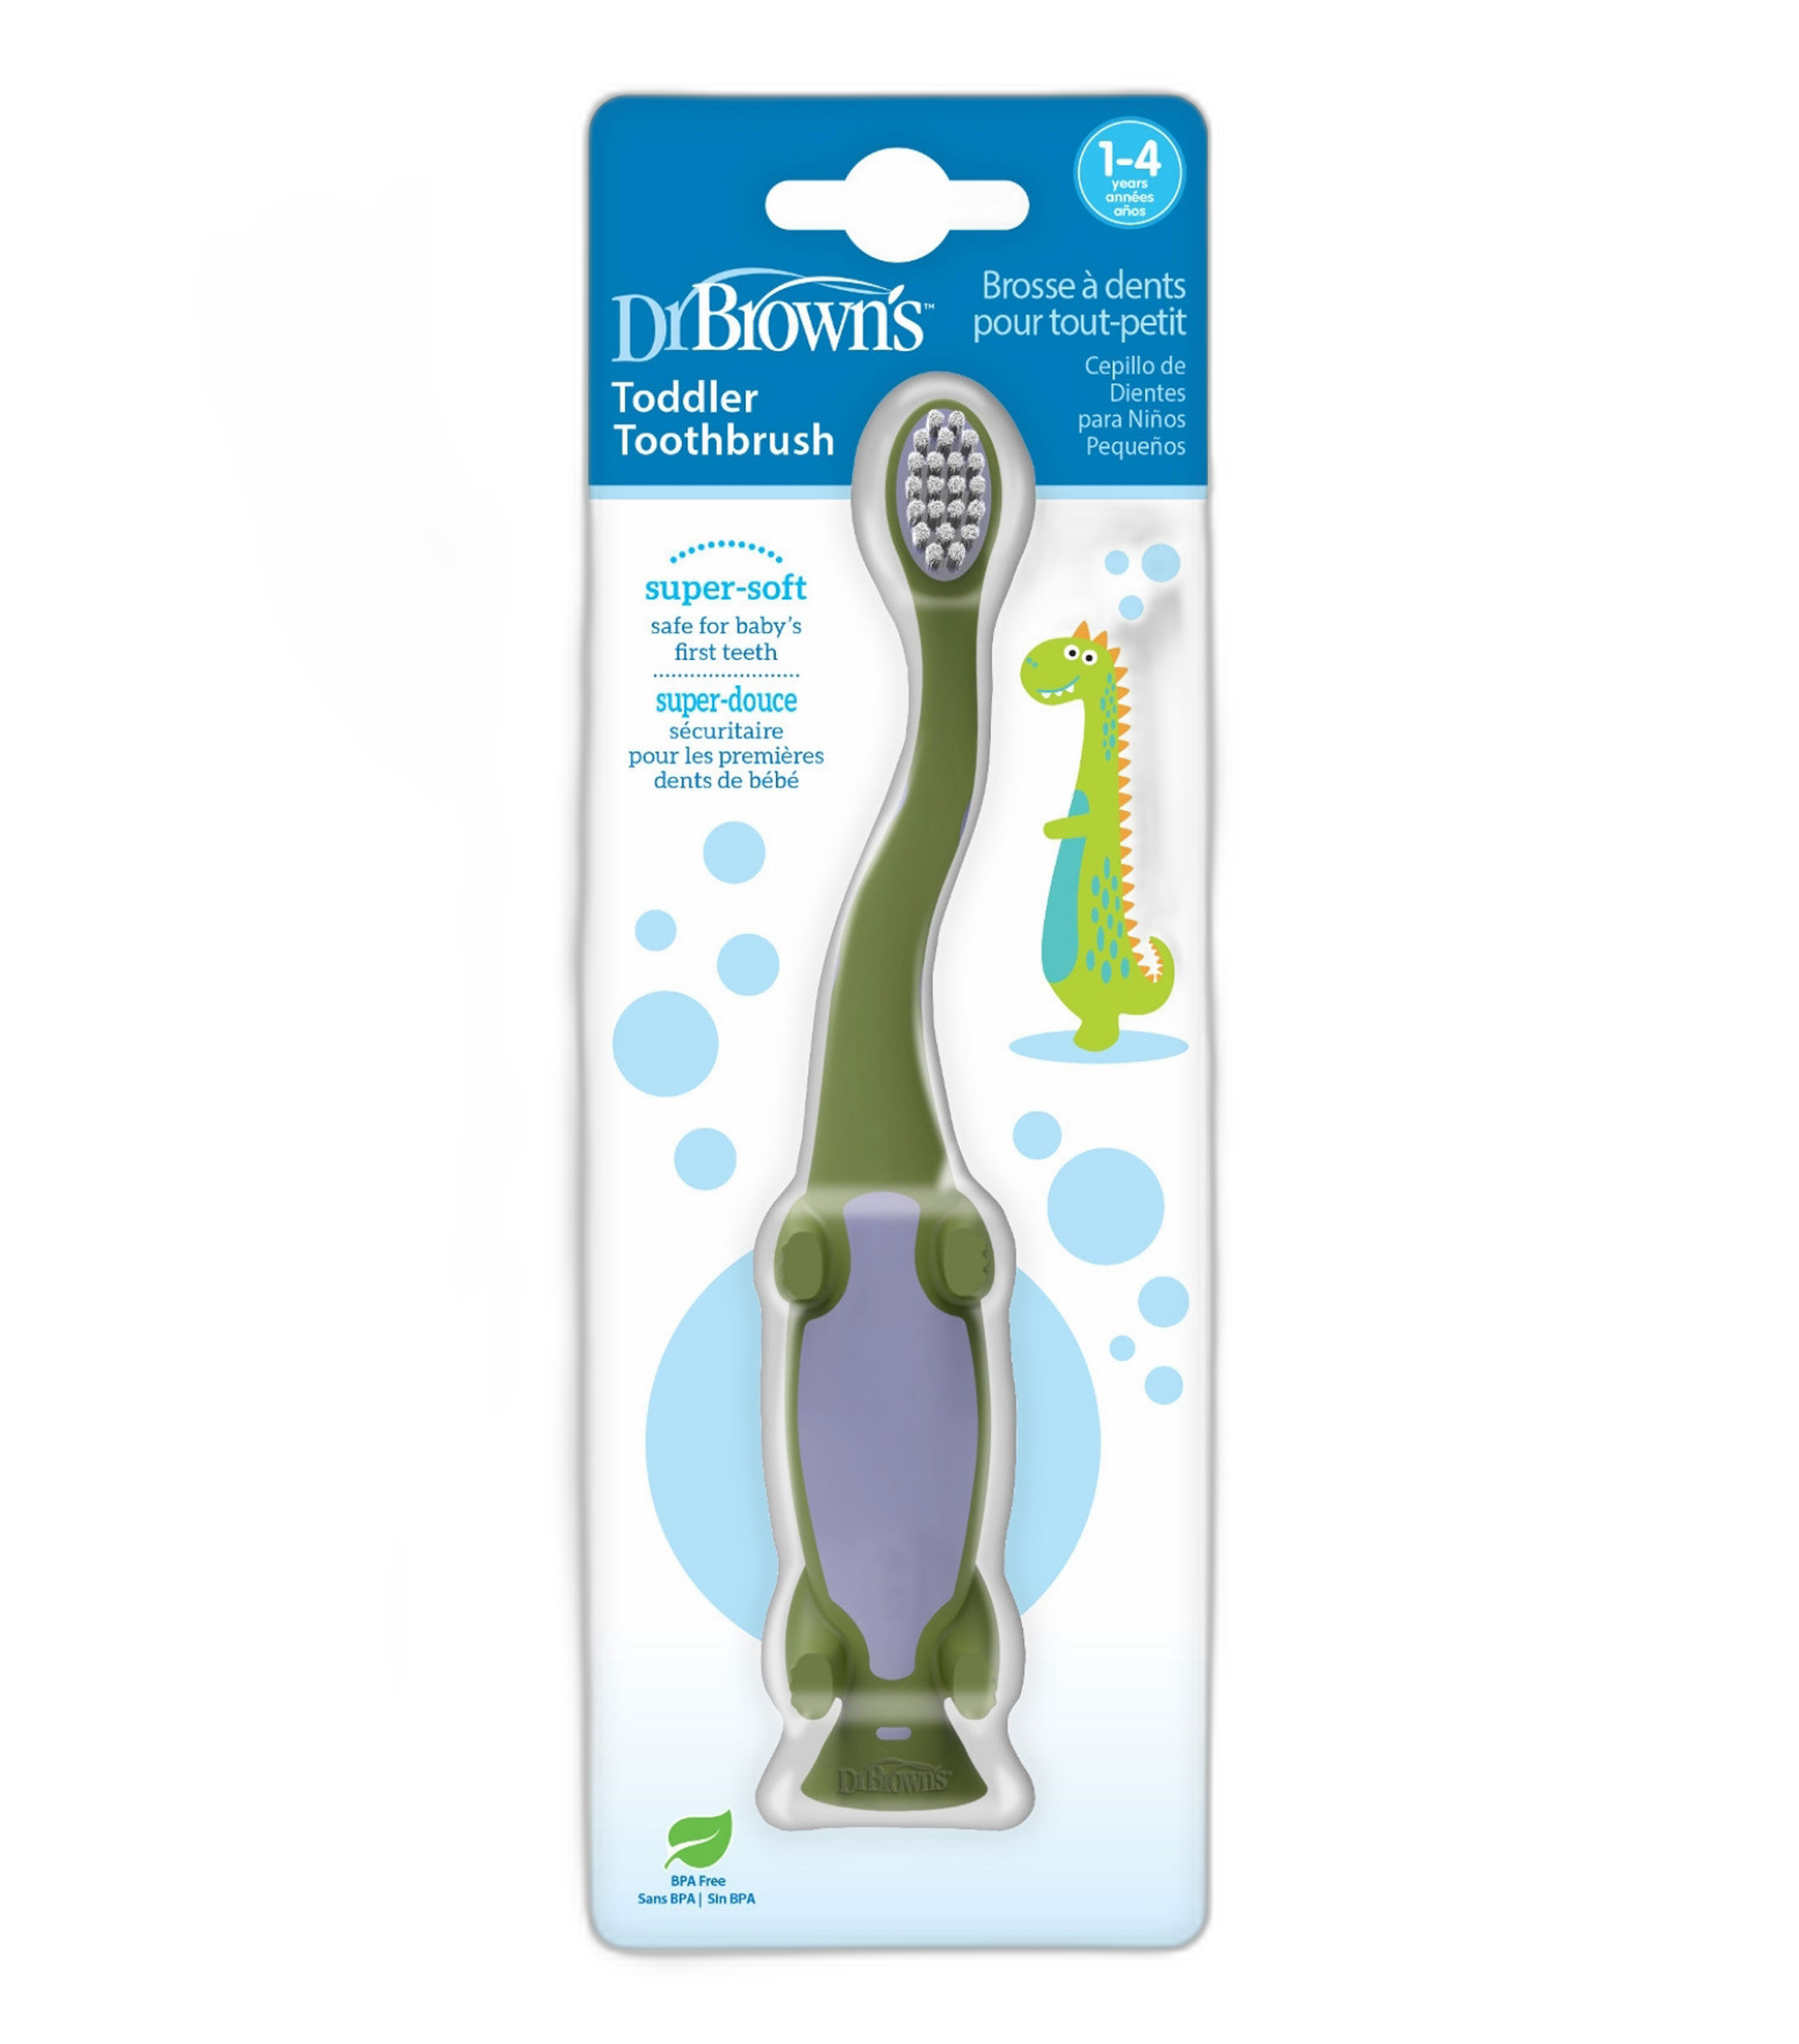 1-4
years
années
años
DrBrown's™
Toddler
Toothbrush
Brosse à dents
pour tout-petit
Cepillo de
Dientes
para Niños
Pequeños
super-soft
safe for baby's
first teeth
super-douce
sécuritaire
pour les premières
dents de bébé
DrBrown's
BPA Free
Sans BPA | Sin BPA